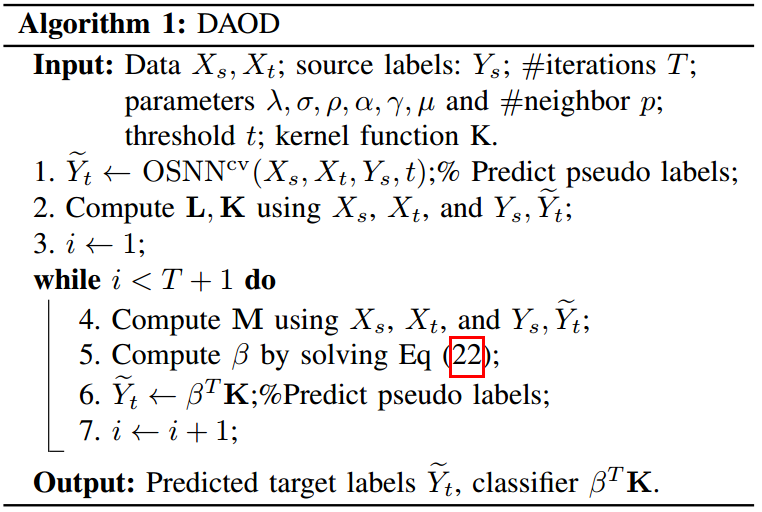 Algorithm 1: DAOD
Input: Data $X_s, X_t$; source labels: $Y_s$; #iterations $T$;
parameters $\lambda, \sigma, \rho, \alpha, \gamma, \mu$ and #neighbor $p$;
threshold $t$; kernel function K.
1. $\widetilde{Y}_t \leftarrow \mathrm{OSNN}^{\mathrm{cv}}(X_s, X_t, Y_s, t)$;% Predict pseudo labels;
2. Compute $\mathbf{L}, \mathbf{K}$ using $X_s$, $X_t$, and $Y_s, \widetilde{Y}_t$;
3. $i \leftarrow 1$;
while $i < T + 1$ do
4. Compute $\mathbf{M}$ using $X_s$, $X_t$, and $Y_s, \widetilde{Y}_t$;
5. Compute $\beta$ by solving Eq (22);
6. $\widetilde{Y}_t \leftarrow \beta^T \mathbf{K}$;%Predict pseudo labels;
7. $i \leftarrow i + 1$;
Output: Predicted target labels $\widetilde{Y}_t$, classifier $\beta^T \mathbf{K}$.